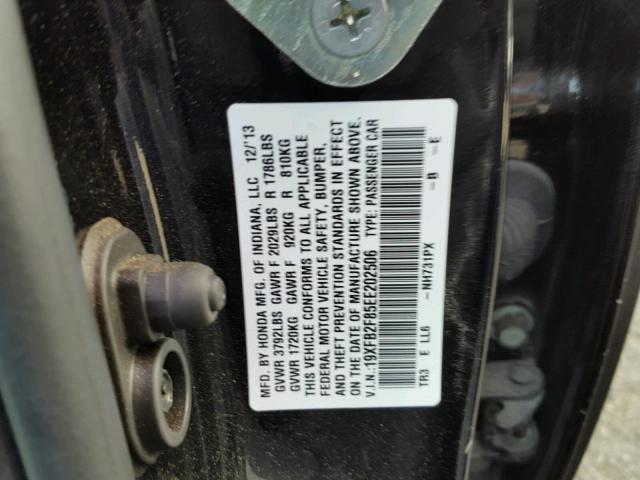 MFD. BY HONDA MFG. OF INDIANA, LLC 12/'13
GVWR 3792LBS GAWR F 2029LBS R 1786LBS
GVWR 1720KG GAWR F 920KG R 810KG
THIS VEHICLE CONFORMS TO ALL APPLICABLE
FEDERAL MOTOR VEHICLE SAFETY, BUMPER,
AND THEFT PREVENTION STANDARDS IN EFFECT
ON THE DATE OF MANUFACTURE SHOWN ABOVE.
V.I.N.:19XFB2F85EE202506 TYPE: PASSENGER CAR
–NH731PX –B –E
TR3 E LL6